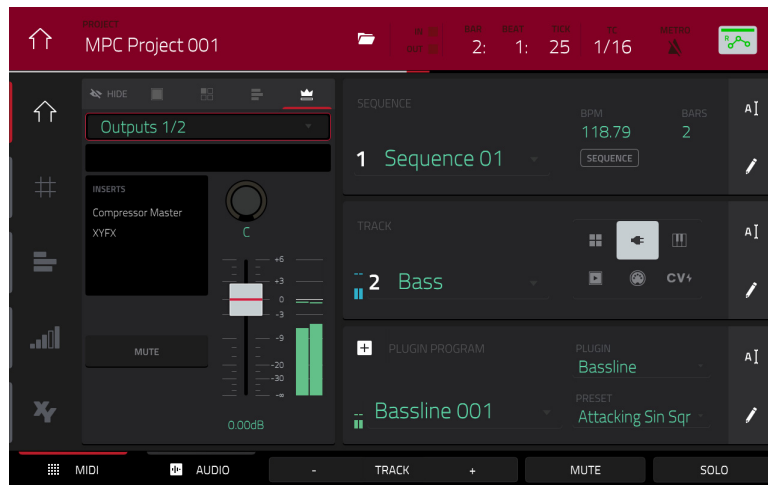 PROJECT
MPC Project 001
IN
OUT
BAR BEAT TICK TC METRO
2: 1: 25 1/16
R
HIDE
Outputs 1/2
INSERTS
Compressor Master
XYFX
C
+6
+3
0
-3
-9
-20
-30
-∞
MUTE
0.00dB
SEQUENCE
1 Sequence 01
BPM BARS
118.79 2
SEQUENCE
A
TRACK
2 Bass
CV
A
PLUGIN PROGRAM
Bassline 001
PLUGIN
Bassline
PRESET
Attacking Sin Sqr
A
XY
MIDI AUDIO - TRACK + MUTE SOLO